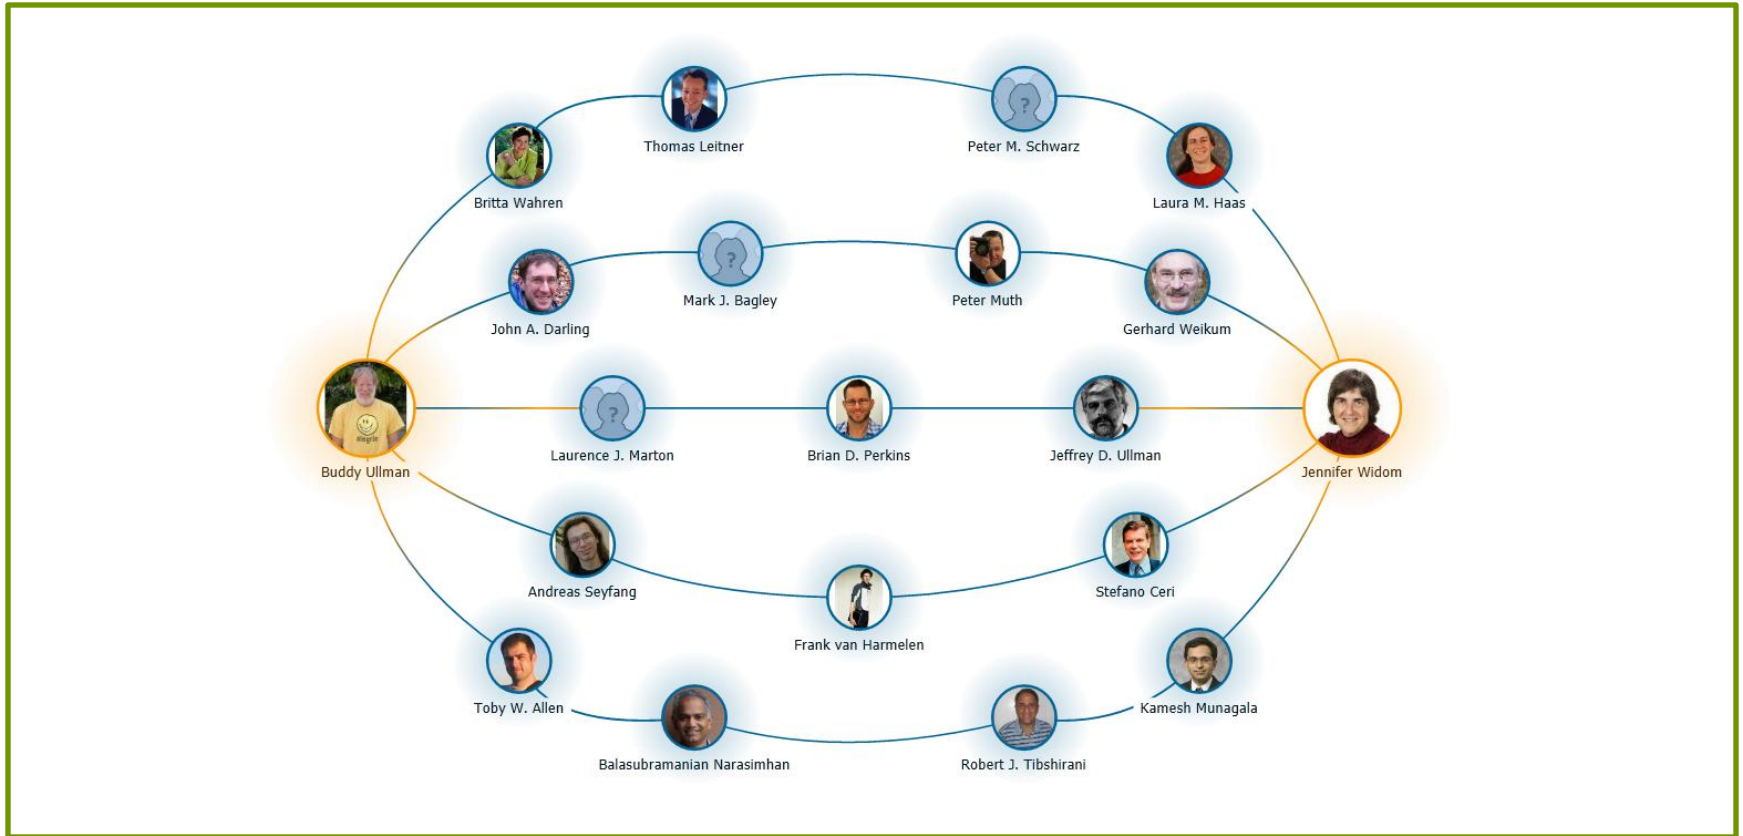 Thomas Leitner
Peter M. Schwarz
Britta Wahren
Laura M. Haas
Mark J. Bagley
Peter Muth
John A. Darling
Gerhard Weikum
Laurence J. Marton
Brian D. Perkins
Jeffrey D. Ullman
Buddy Ullman
Jennifer Widom
Andreas Seyfang
Stefano Ceri
Frank van Harmelen
Toby W. Allen
Kamesh Munagala
Balasubramanian Narasimhan
Robert J. Tibshirani